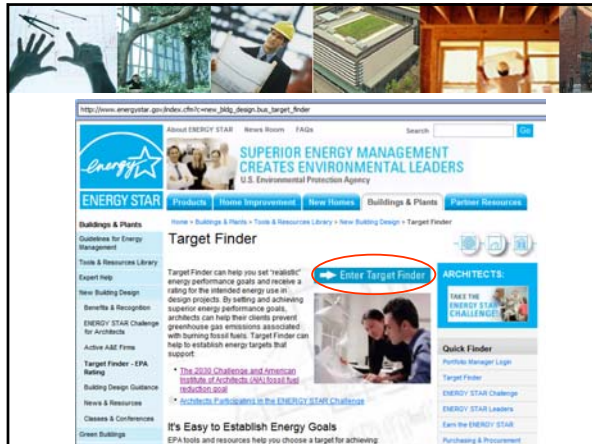 http://www.energystar.gov/index.cfm?c=new_bldg_design.bus_target_finder
About ENERGY STAR News Room FAQs Search Go
energy
ENERGY STAR
SUPERIOR ENERGY MANAGEMENT
CREATES ENVIRONMENTAL LEADERS
U.S. Environmental Protection Agency
Products Home Improvement New Homes Buildings & Plants Partner Resources
Home > Buildings & Plants > Tools & Resources Library > New Building Design > Target Finder
Buildings & Plants
Guidelines for Energy
Management
Tools & Resources Library
Expert Help
New Building Design
Benefits & Recognition
ENERGY STAR Challenge
for Architects
Active A&E Firms
Target Finder - EPA
Rating
Building Design Guidance
News & Resources
Classes & Conferences
Green Buildings
Target Finder
Target Finder can help you set "realistic"
energy performance goals and receive a
rating for the intended energy use in
design projects. By setting and achieving
superior energy performance goals,
architects can help their clients prevent
greenhouse gas emissions associated
with burning fossil fuels. Target Finder can
help to establish energy targets that
support:
• The 2030 Challenge and American
Institute of Architects (AIA) fossil fuel
reduction goal
• Architects Participating in the ENERGY STAR Challenge
It's Easy to Establish Energy Goals
EPA tools and resources help you choose a target for achieving
Enter Target Finder
ARCHITECTS:
TAKE THE
ENERGY STAR
CHALLENGE!
Quick Finder
Portfolio Manager Login
Target Finder
ENERGY STAR Challenge
ENERGY STAR Leaders
Earn the ENERGY STAR
Purchasing & Procurement